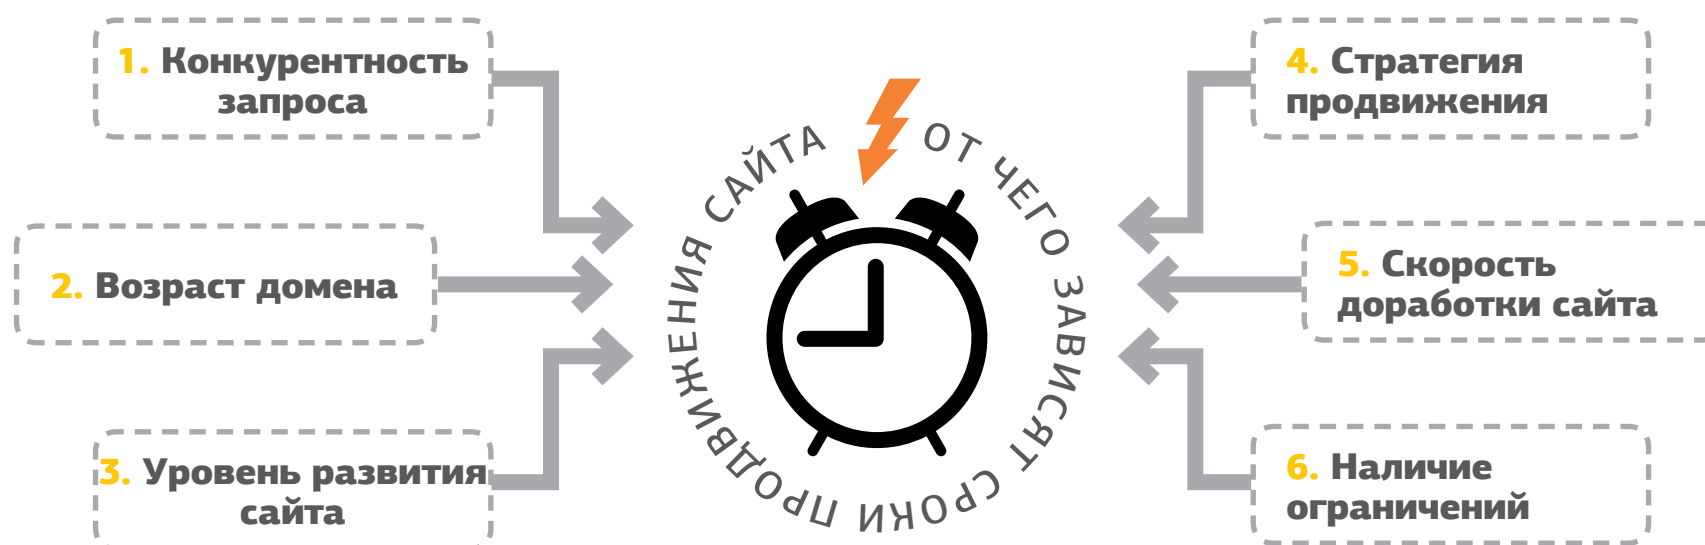 1. Конкурентность
запроса
2. Возраст домена
3. Уровень развития
сайта
ОТ ЧЕГО ЗАВИСЯТ СРОКИ ПРОДВИЖЕНИЯ САЙТА
4. Стратегия
продвижения
5. Скорость
доработки сайта
6. Наличие
ограничений